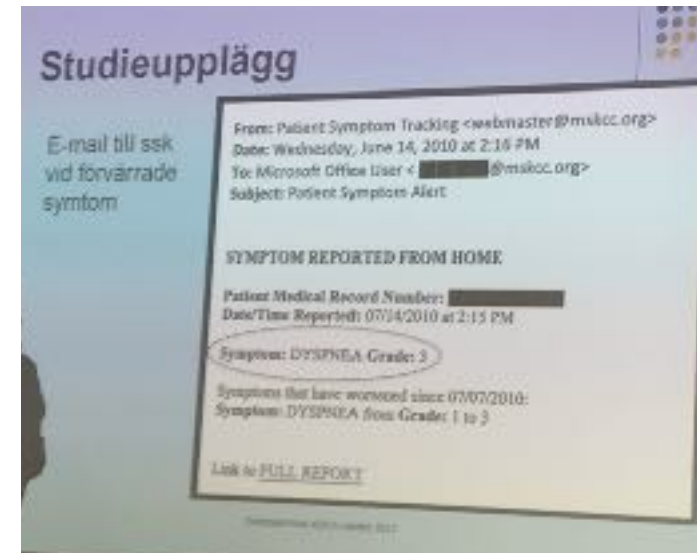 Studieupplägg
E-mail till ssk
vid förvärrade
symtom
From: Patient Symptom Tracking <webmaster@mskcc.org>
Date: Wednesday, June 14, 2010 at 2:16 PM
To: Microsoft Office User < @mskcc.org>
Subject: Patient Symptom Alert
SYMPTOM REPORTED FROM HOME
Patient Medical Record Number:
Date/Time Reported: 07/14/2010 at 2:15 PM
Symptom: DYSPNEA Grade: 3
Symptoms that have worsened since 07/07/2010:
Symptom: DYSPNEA from Grade: 1 to 3
Link to FULL REPORT